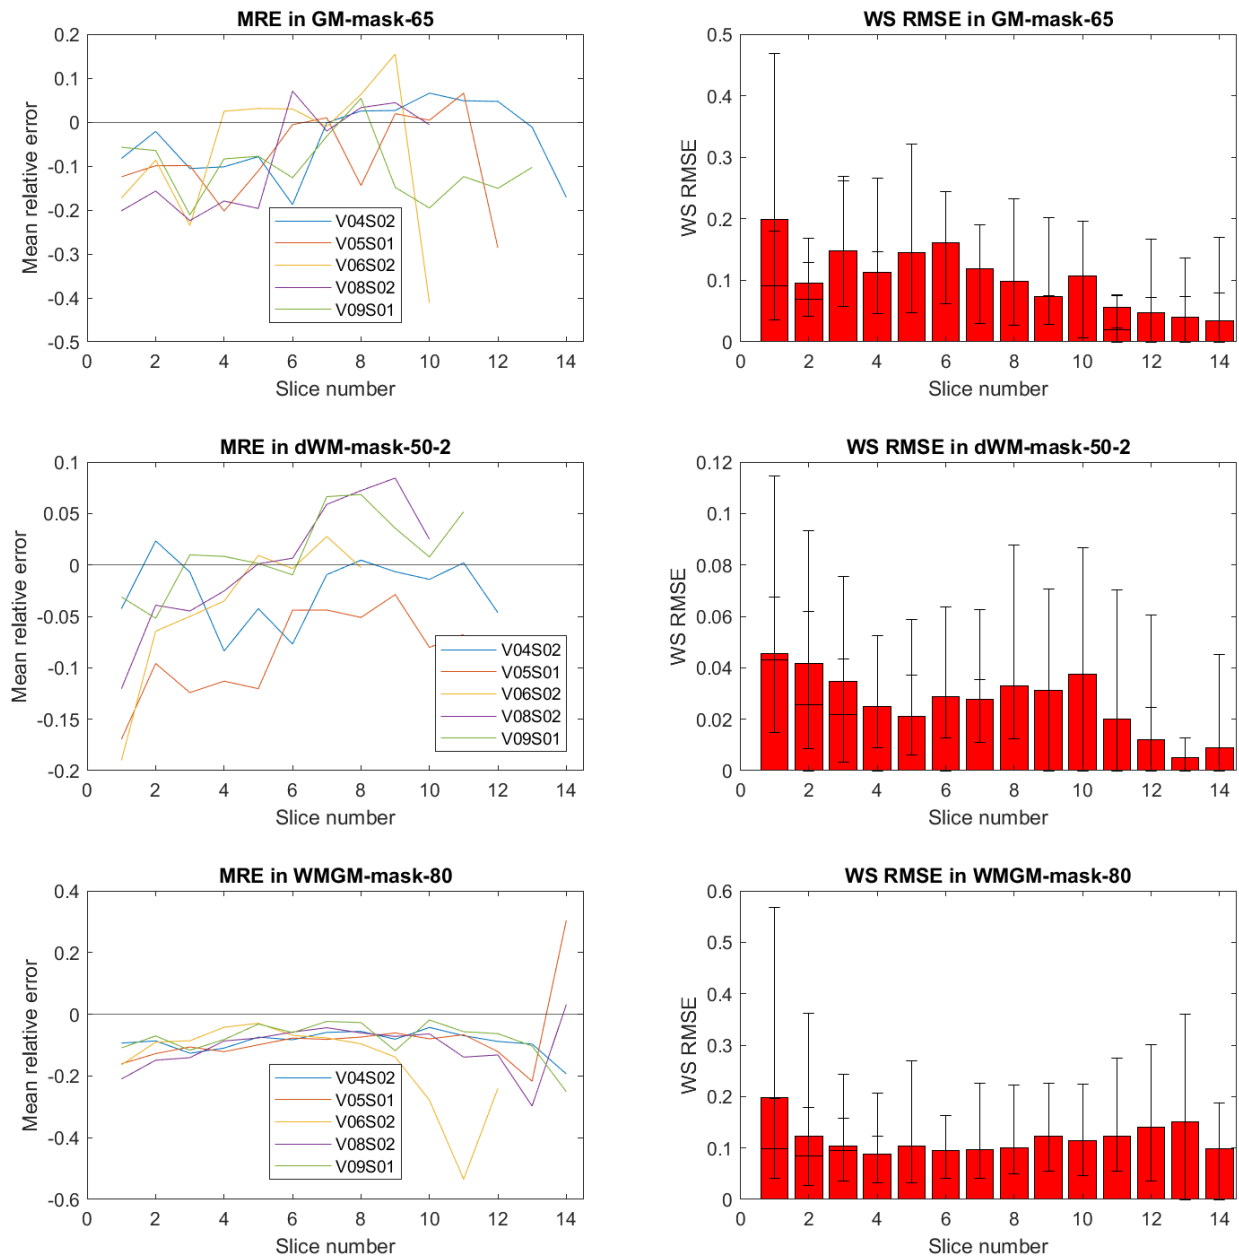 MRE in GM-mask-65
Mean relative error
0.2
0.1
0
-0.1
-0.2
-0.3
-0.4
-0.5
V04S02
V05S01
V06S02
V08S02
V09S01
0 2 4 6 8 10 12 14
Slice number
WS RMSE in GM-mask-65
WS RMSE
0.5
0.4
0.3
0.2
0.1
0
0 2 4 6 8 10 12 14
Slice number
MRE in dWM-mask-50-2
Mean relative error
0.1
0.05
0
-0.05
-0.1
-0.15
-0.2
V04S02
V05S01
V06S02
V08S02
V09S01
0 2 4 6 8 10 12 14
Slice number
WS RMSE in dWM-mask-50-2
WS RMSE
0.12
0.1
0.08
0.06
0.04
0.02
0
0 2 4 6 8 10 12 14
Slice number
MRE in WMGM-mask-80
Mean relative error
0.4
0.2
0
-0.2
-0.4
-0.6
V04S02
V05S01
V06S02
V08S02
V09S01
0 2 4 6 8 10 12 14
Slice number
WS RMSE in WMGM-mask-80
WS RMSE
0.6
0.5
0.4
0.3
0.2
0.1
0
0 2 4 6 8 10 12 14
Slice number